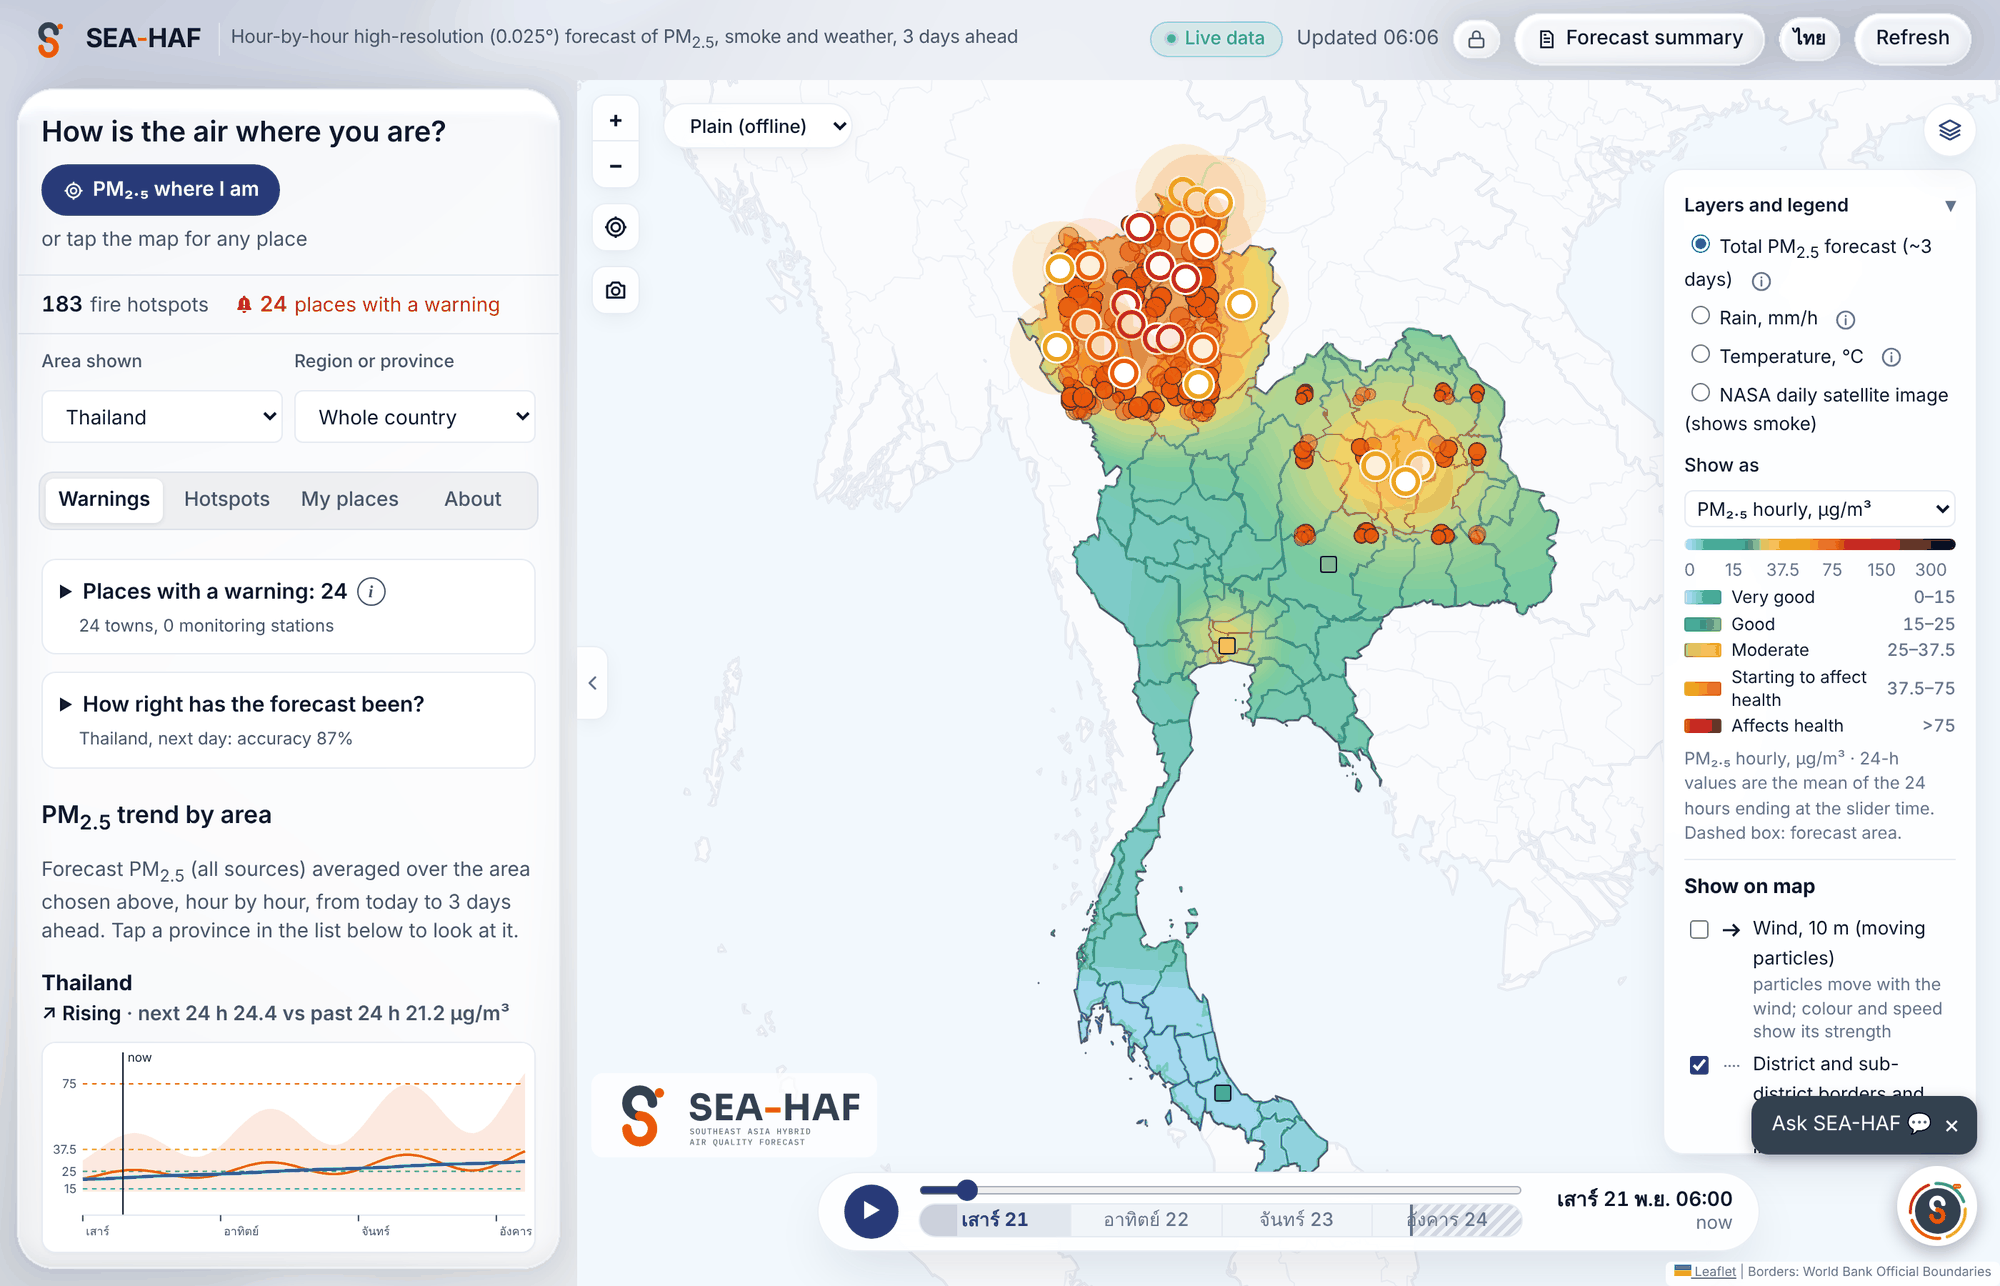 SEA-HAF
Hour-by-hour high-resolution (0.025°) forecast of PM2.5, smoke and weather, 3 days ahead
Live data
Updated 06:06
Forecast summary
ไทย
Refresh
How is the air where you are?
PM₂.₅ where I am
or tap the map for any place
183 fire hotspots
24 places with a warning
Area shown
Region or province
Thailand
Whole country
Warnings
Hotspots
My places
About
Places with a warning: 24
24 towns, 0 monitoring stations
How right has the forecast been?
Thailand, next day: accuracy 87%
PM2.5 trend by area
Forecast PM2.5 (all sources) averaged over the area
chosen above, hour by hour, from today to 3 days
ahead. Tap a province in the list below to look at it.
Thailand
↗ Rising · next 24 h 24.4 vs past 24 h 21.2 µg/m³
now
75
37.5
25
15
เสาร์
อาทิตย์
จันทร์
อังคาร
+
Plain (offline)
−
SEA-HAF
SOUTHEAST ASIA HYBRID
AIR QUALITY FORECAST
เสาร์ 21
อาทิตย์ 22
จันทร์ 23
อังคาร 24
เสาร์ 21 พ.ย. 06:00
now
Layers and legend
Total PM2.5 forecast (~3
days)
Rain, mm/h
Temperature, °C
NASA daily satellite image
(shows smoke)
Show as
PM₂.₅ hourly, µg/m³
0 15 37.5 75 150 300
Very good 0–15
Good 15–25
Moderate 25–37.5
Starting to affect
health 37.5–75
Affects health >75
PM₂.₅ hourly, µg/m³ · 24-h
values are the mean of the 24
hours ending at the slider time.
Dashed box: forecast area.
Show on map
Wind, 10 m (moving
particles)
particles move with the
wind; colour and speed
show its strength
District and sub-
district borders and
Ask SEA-HAF 💬 ×
Leaflet | Borders: World Bank Official Boundaries